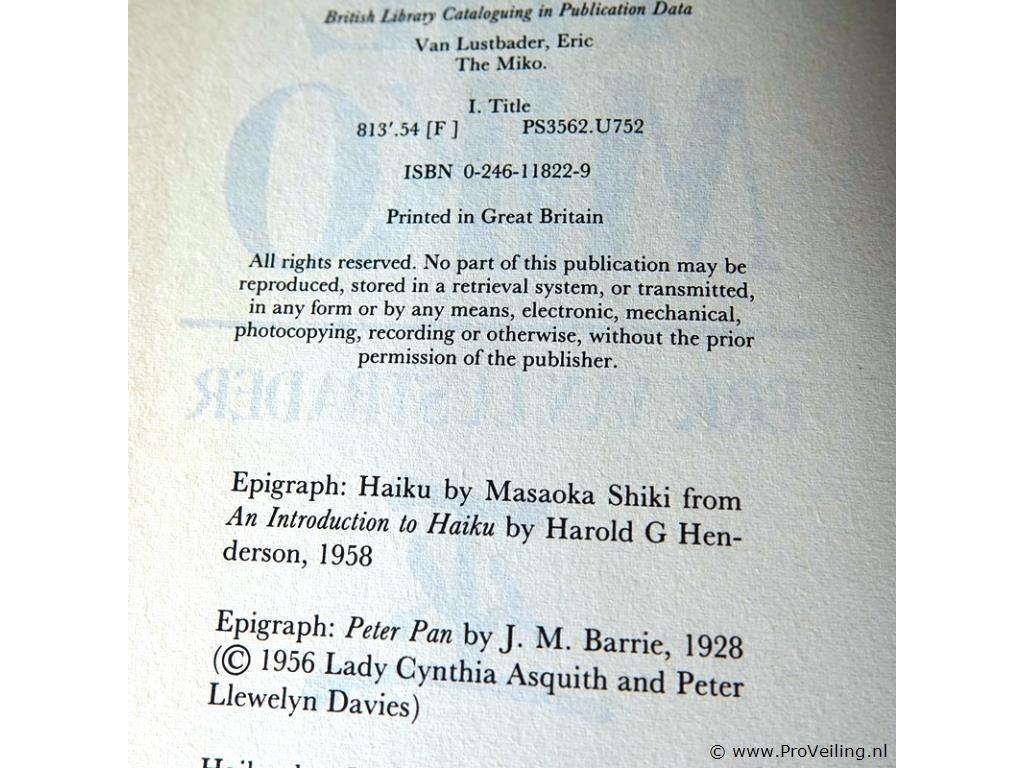 British Library Cataloguing in Publication Data
Van Lustbader, Eric
The Miko.
I. Title
813'.54 [F ] PS3562.U752
ISBN 0-246-11822-9
Printed in Great Britain
All rights reserved. No part of this publication may be
reproduced, stored in a retrieval system, or transmitted,
in any form or by any means, electronic, mechanical,
photocopying, recording or otherwise, without the prior
permission of the publisher.
Epigraph: Haiku by Masaoka Shiki from
An Introduction to Haiku by Harold G Hen-
derson, 1958
Epigraph: Peter Pan by J. M. Barrie, 1928
(© 1956 Lady Cynthia Asquith and Peter
Llewelyn Davies)
© www.ProVeiling.nl